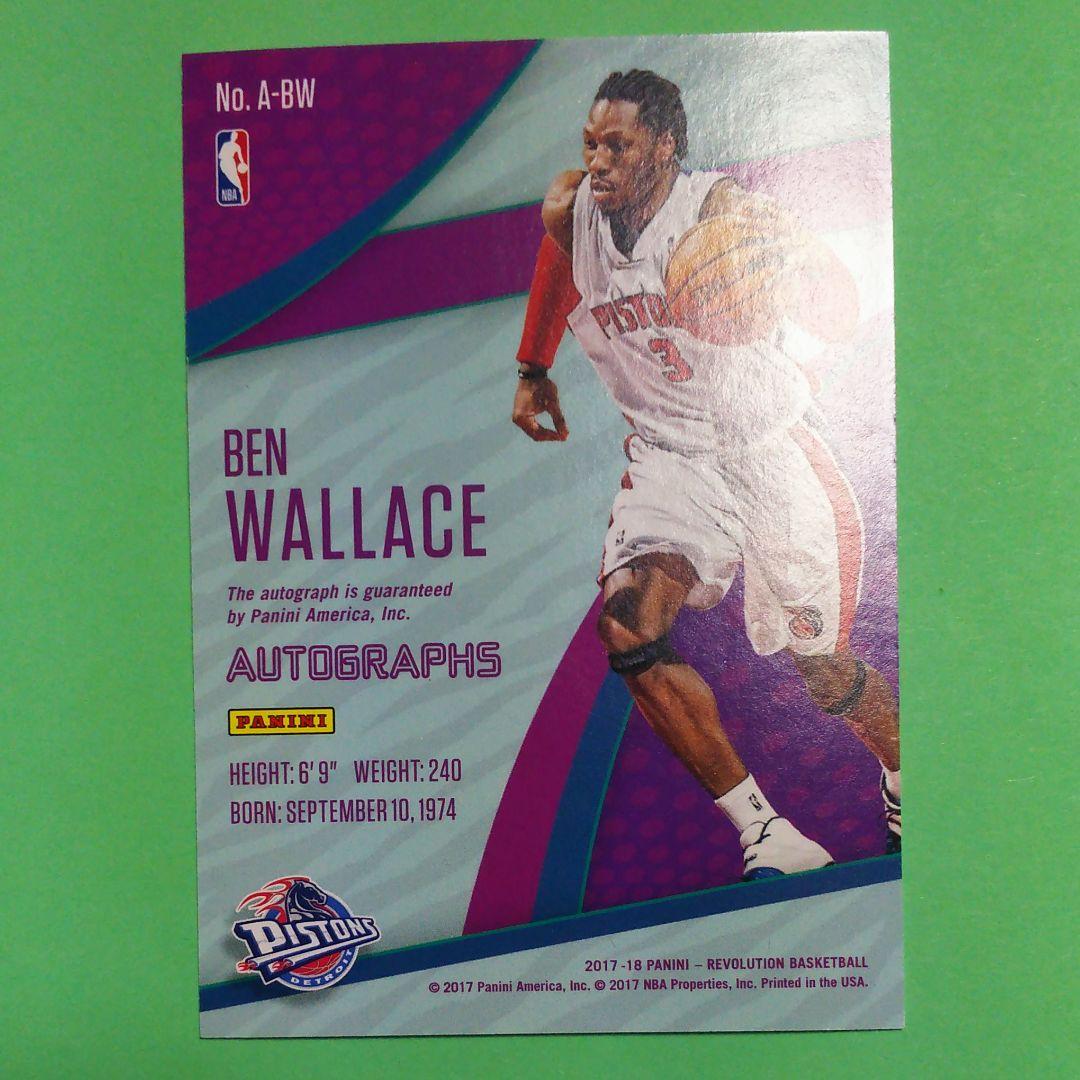 No. A-BW
NBA
PISTO
3
BEN
WALLACE
The autograph is guaranteed
by Panini America, Inc.
AUTOGRAPHS
PANINI
HEIGHT: 6' 9" WEIGHT: 240
BORN: SEPTEMBER 10, 1974
PISTONS
DETROIT
2017 -18 PANINI – REVOLUTION BASKETBALL
© 2017 Panini America, Inc. © 2017 NBA Properties, Inc. Printed in the USA.